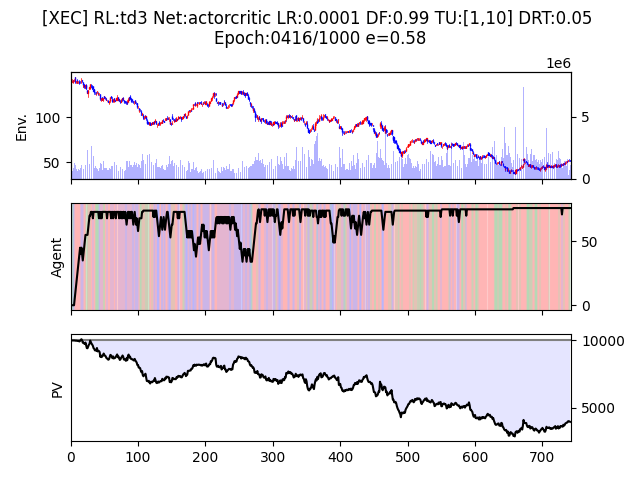 [XEC] RL:td3 Net:actorcritic LR:0.0001 DF:0.99 TU:[1,10] DRT:0.05
Epoch:0416/1000 e=0.58
1e6
Env.
100
50
5
0
Agent
50
0
PV
10000
5000
0 100 200 300 400 500 600 700